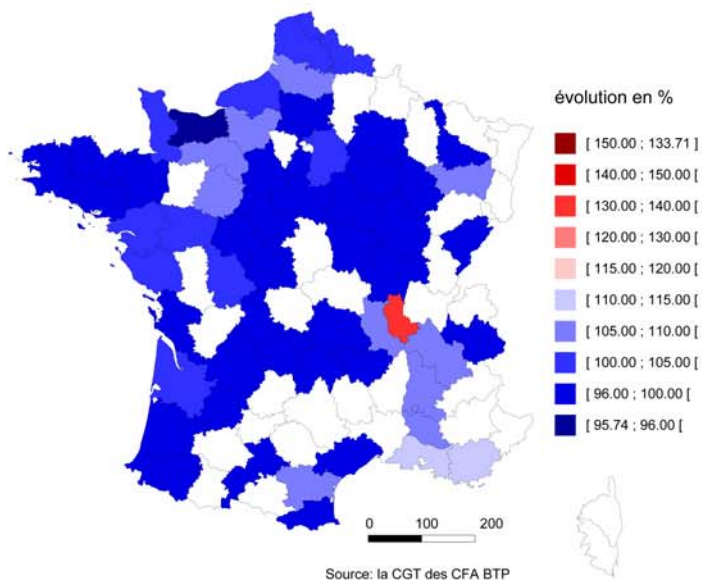 évolution en %
[ 150.00 ; 133.71 ]
[ 140.00 ; 150.00 [
[ 130.00 ; 140.00 [
[ 120.00 ; 130.00 [
[ 115.00 ; 120.00 [
[ 110.00 ; 115.00 [
[ 105.00 ; 110.00 [
[ 100.00 ; 105.00 [
[ 96.00 ; 100.00 [
[ 95.74 ; 96.00 [
0 100 200
Source: la CGT des CFA BTP